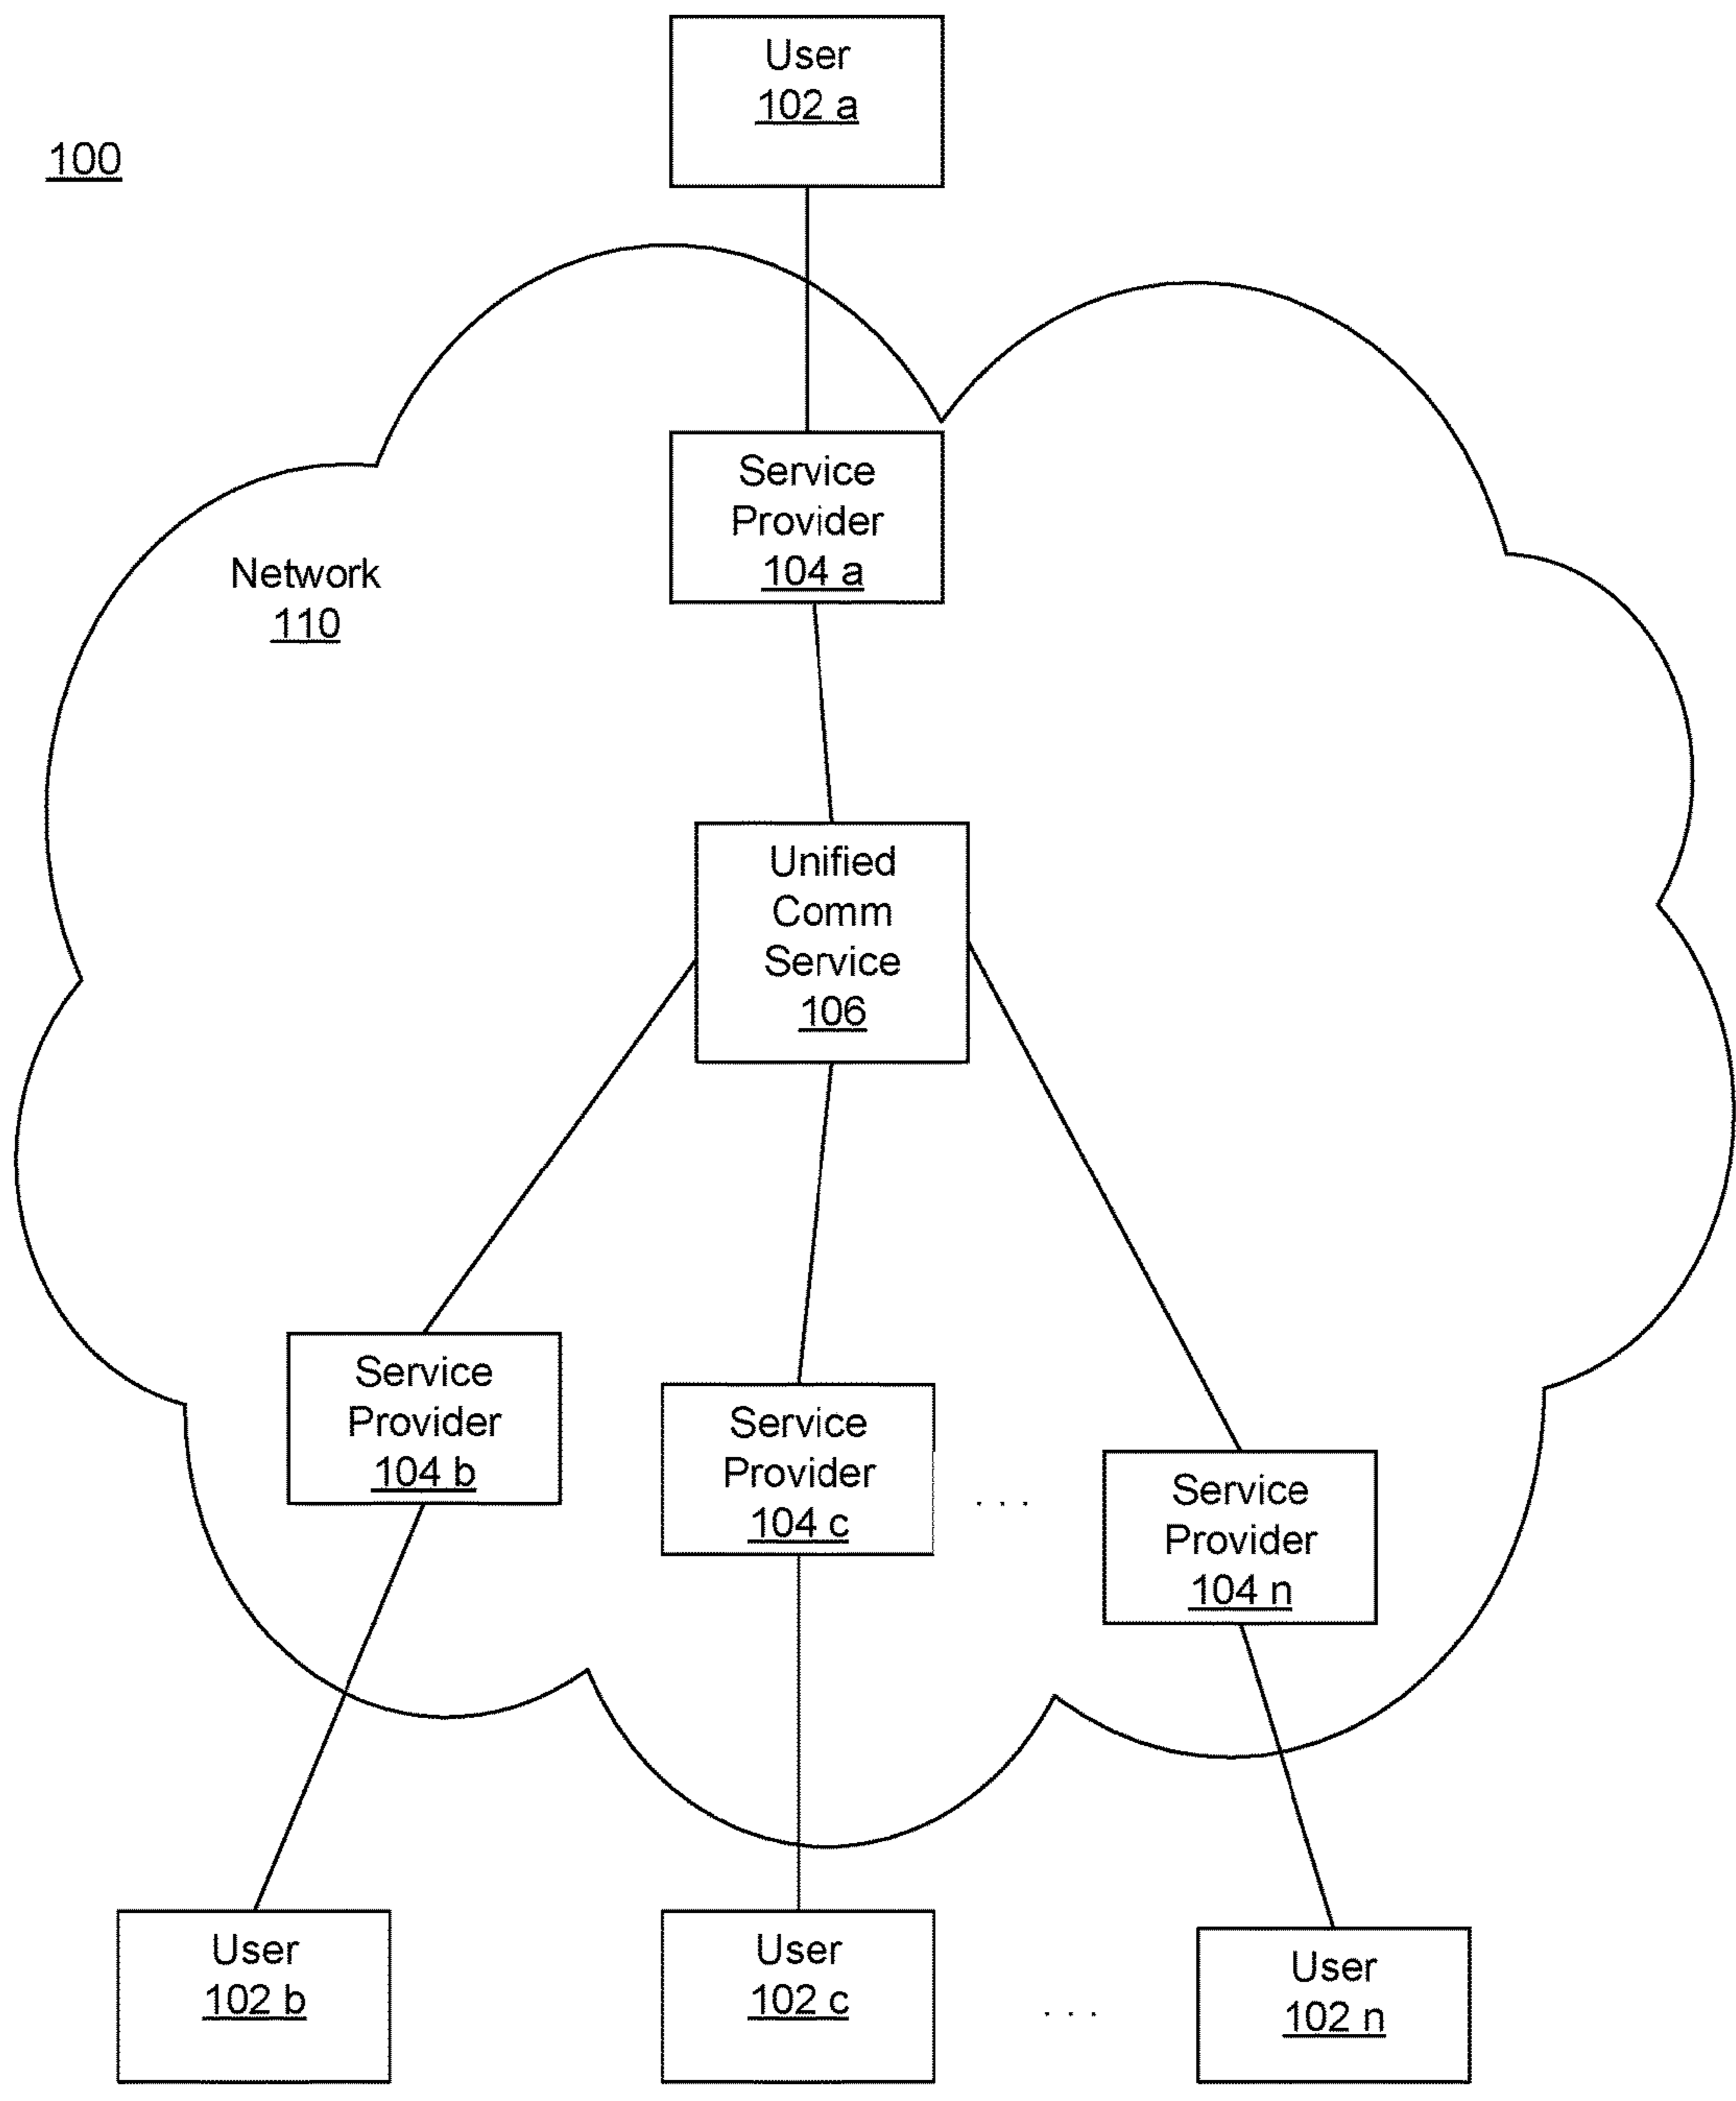 User
102 a
100
Service
Provider
104 a
Network
110
Unified
Comm
Service
106
Service
Provider
104 b
Service
Provider
104 c
. . .
Service
Provider
104 n
User
102 b
User
102 c
. . .
User
102 n